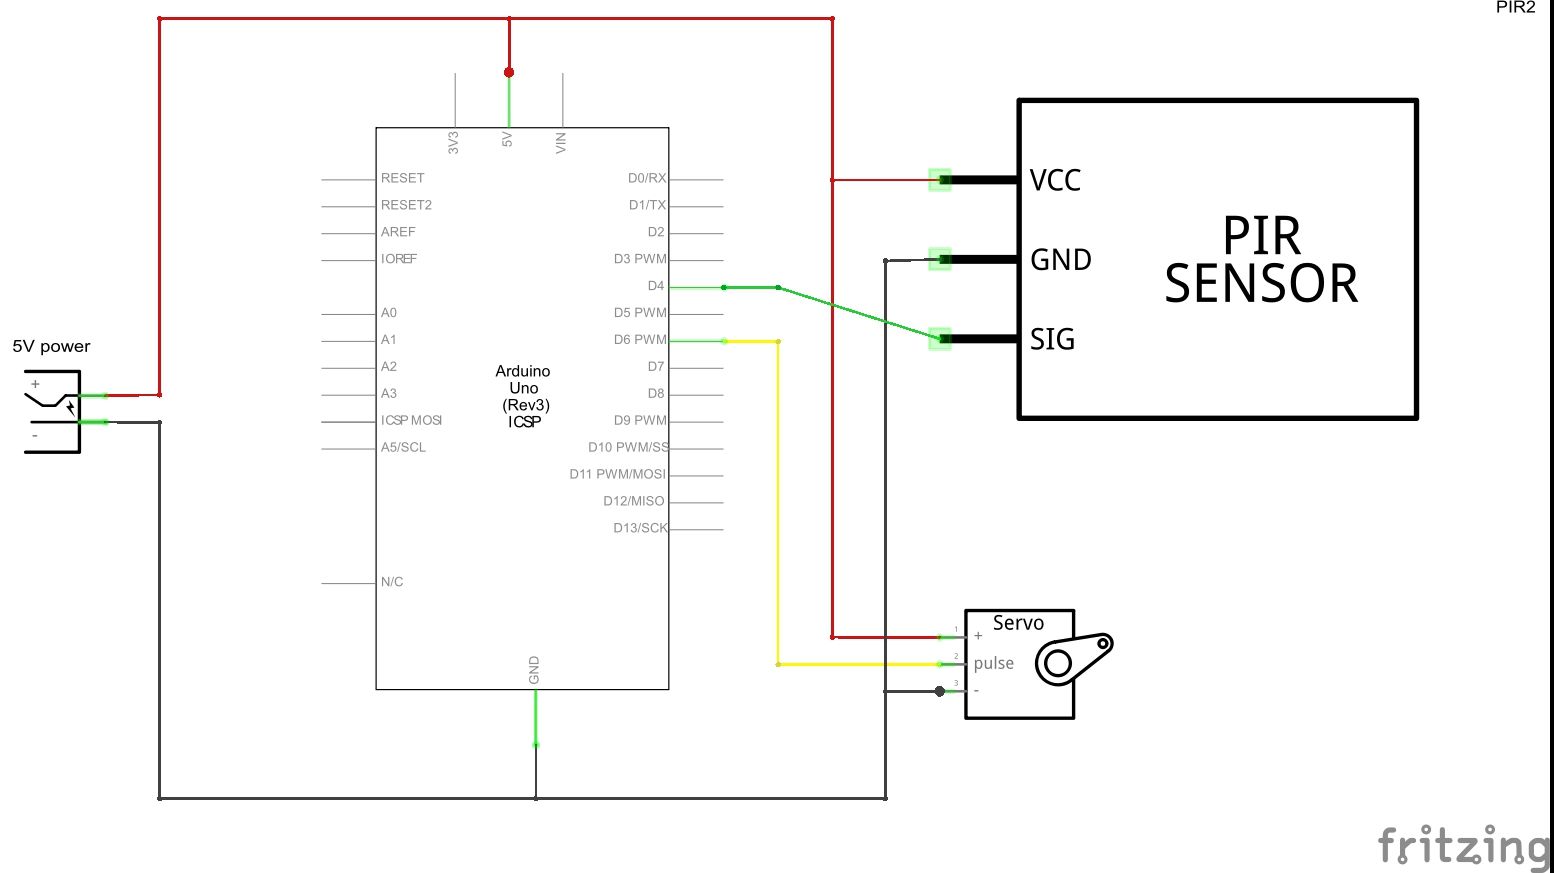 PIR2
3V3
5V
VIN
RESET
RESET2
AREF
IOREF
A0
A1
A2
A3
ICSP MOSI
A5/SCL
N/C
D0/RX
D1/TX
D2
D3 PWM
D4
D5 PWM
D6 PWM
D7
D8
D9 PWM
D10 PWM/SS
D11 PWM/MOSI
D12/MISO
D13/SCK
Arduino
Uno
(Rev3)
ICSP
GND
5V power
+
-
VCC
GND
SIG
PIR
SENSOR
Servo
1
+
2
pulse
3
-
fritzing